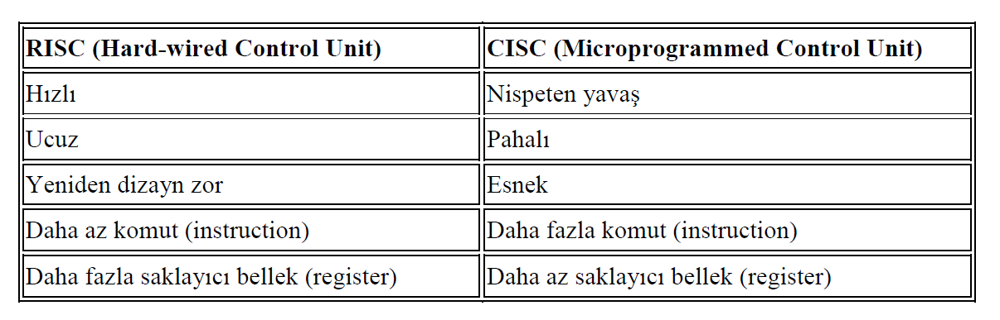 RISC (Hard-wired Control Unit) CISC (Microprogrammed Control Unit)
Hızlı Nispeten yavaş
Ucuz Pahalı
Yeniden dizayn zor Esnek
Daha az komut (instruction) Daha fazla komut (instruction)
Daha fazla saklayıcı bellek (register) Daha az saklayıcı bellek (register)